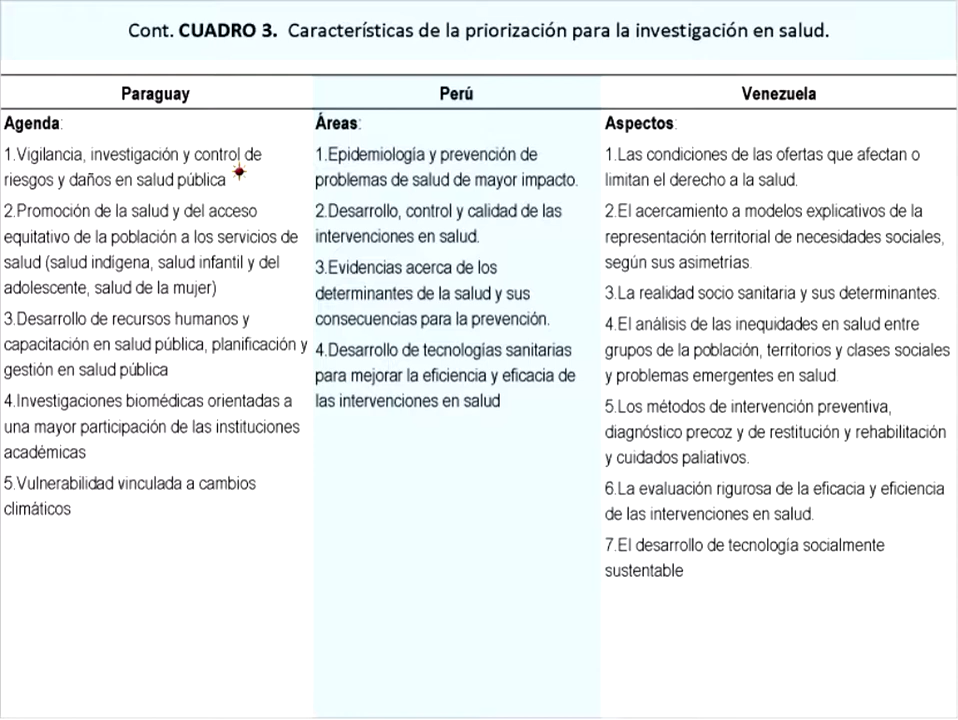 Cont. CUADRO 3. Características de la priorización para la investigación en salud.
Paraguay
Perú
Venezuela
Agenda:
1.Vigilancia, investigación y control de
riesgos y daños en salud pública
2.Promoción de la salud y del acceso
equitativo de la población a los servicios de
salud (salud indígena, salud infantil y del
adolescente, salud de la mujer)
3.Desarrollo de recursos humanos y
capacitación en salud pública, planificación y
gestión en salud pública
4.Investigaciones biomédicas orientadas a
una mayor participación de las instituciones
académicas
5.Vulnerabilidad vinculada a cambios
climáticos
Áreas:
1.Epidemiología y prevención de
problemas de salud de mayor impacto.
2.Desarrollo, control y calidad de las
intervenciones en salud.
3.Evidencias acerca de los
determinantes de la salud y sus
consecuencias para la prevención.
4.Desarrollo de tecnologías sanitarias
para mejorar la eficiencia y eficacia de
las intervenciones en salud
Aspectos:
1.Las condiciones de las ofertas que afectan o
limitan el derecho a la salud.
2.El acercamiento a modelos explicativos de la
representación territorial de necesidades sociales,
según sus asimetrías.
3.La realidad socio sanitaria y sus determinantes.
4.El análisis de las inequidades en salud entre
grupos de la población, territorios y clases sociales
y problemas emergentes en salud.
5.Los métodos de intervención preventiva,
diagnóstico precoz y de restitución y rehabilitación
y cuidados paliativos.
6.La evaluación rigurosa de la eficacia y eficiencia
de las intervenciones en salud.
7.El desarrollo de tecnología socialmente
sustentable